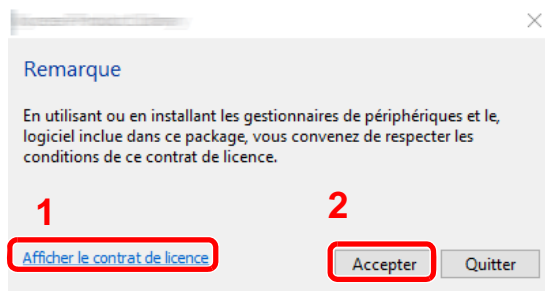 Remarque
En utilisant ou en installant les gestionnaires de périphériques et le,
logiciel inclue dans ce package, vous convenez de respecter les
conditions de ce contrat de licence.
1
2
Afficher le contrat de licence
Accepter
Quitter